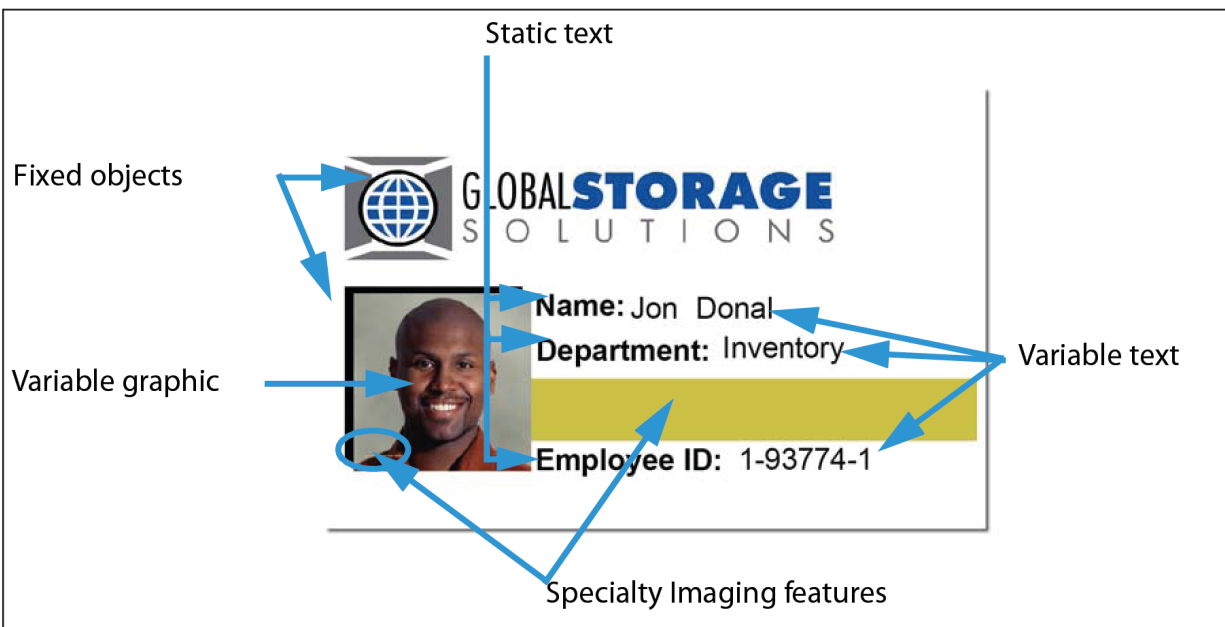 Static text
Fixed objects
GLOBALSTORAGE
SOLUTIONS
Name: Jon Donal
Department: Inventory
Variable text
Variable graphic
Employee ID: 1-93774-1
Specialty Imaging features